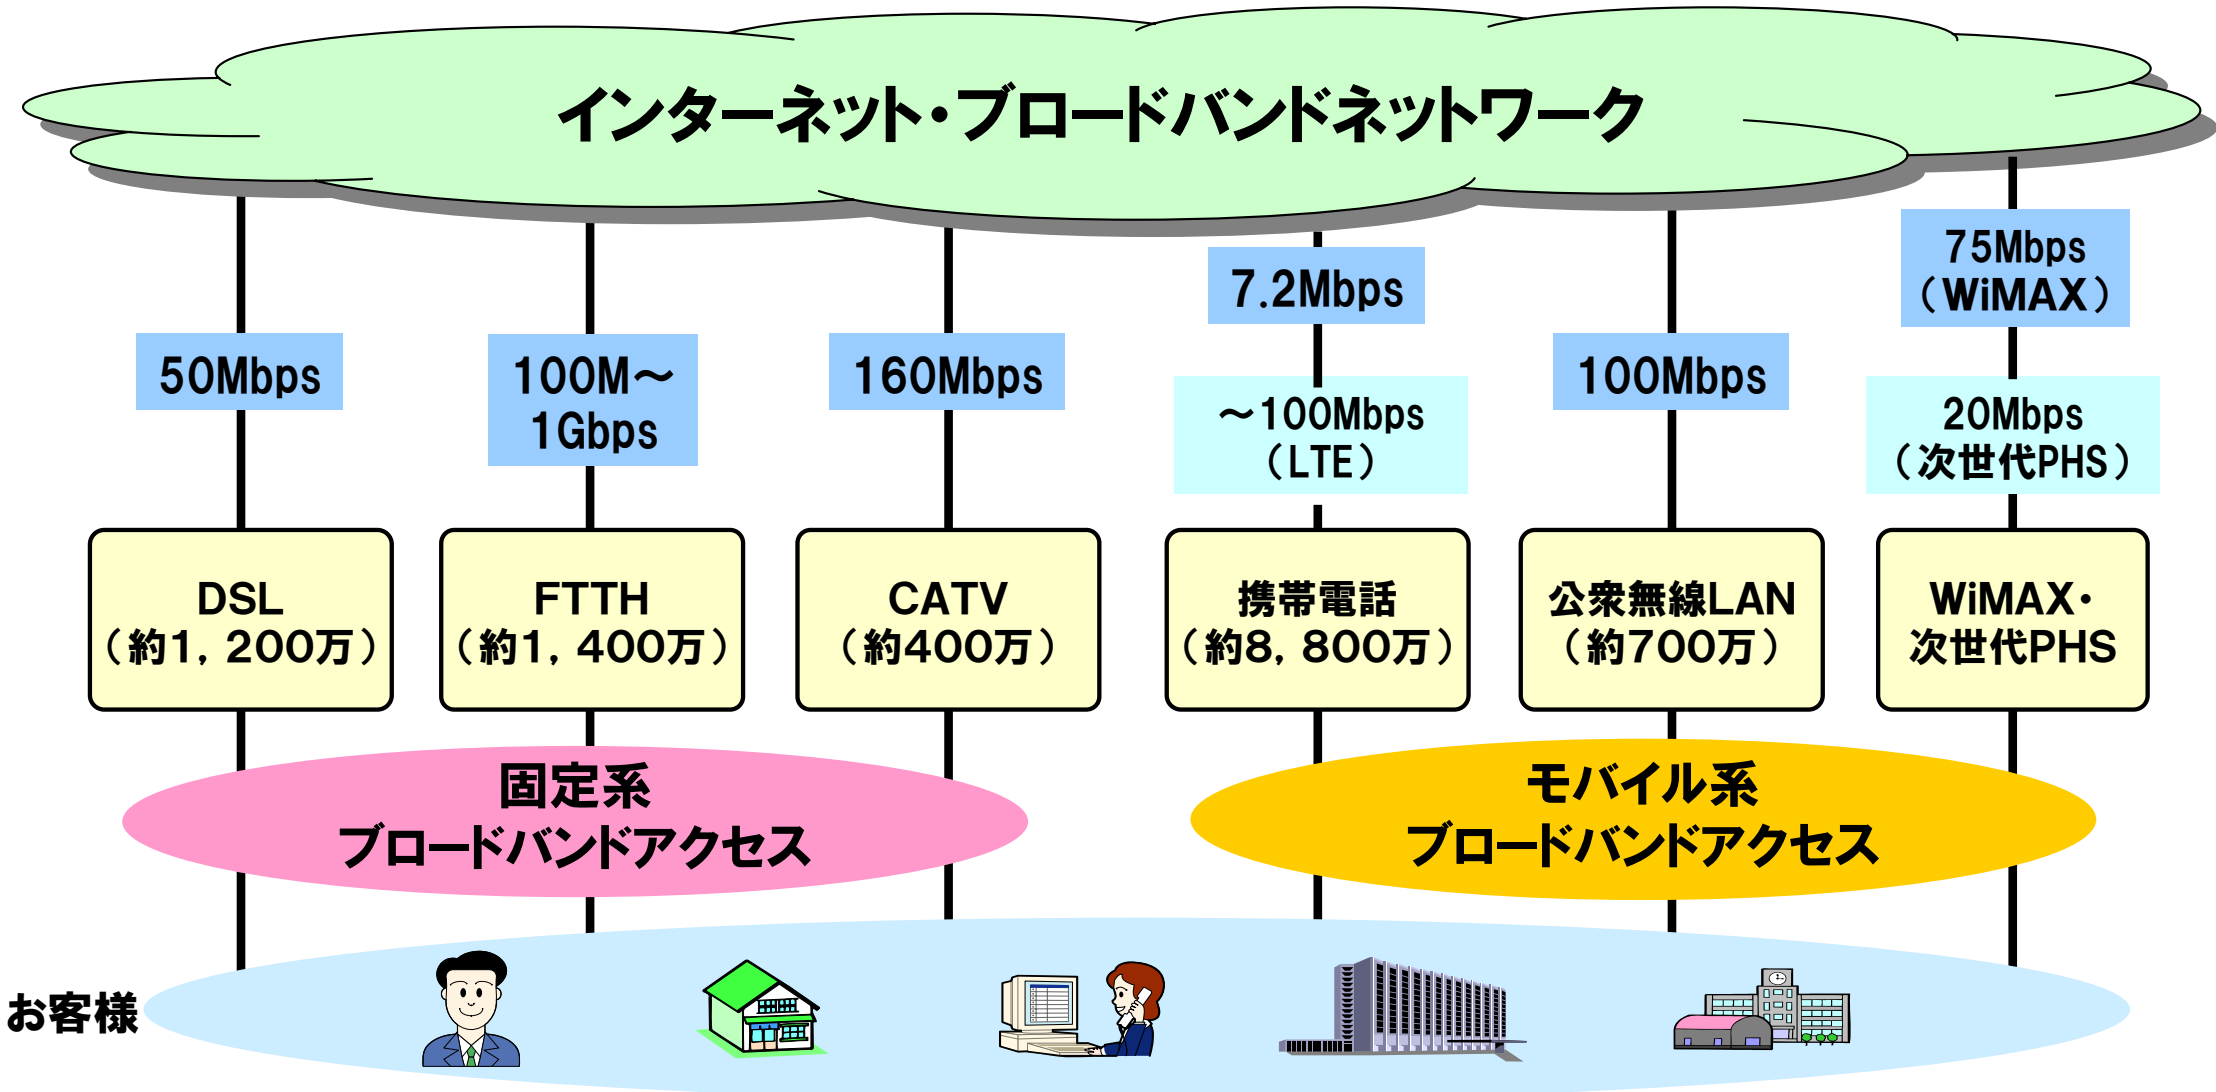 インターネット・ブロードバンドネットワーク
50Mbps
100M～
1Gbps
160Mbps
7.2Mbps
～100Mbps
（LTE）
100Mbps
75Mbps
（WiMAX）
20Mbps
（次世代PHS）
DSL
（約1，200万）
FTTH
（約1，400万）
CATV
（約400万）
携帯電話
（約8，800万）
公衆無線LAN
（約700万）
WiMAX・
次世代PHS
固定系
ブロードバンドアクセス
モバイル系
ブロードバンドアクセス
お客様